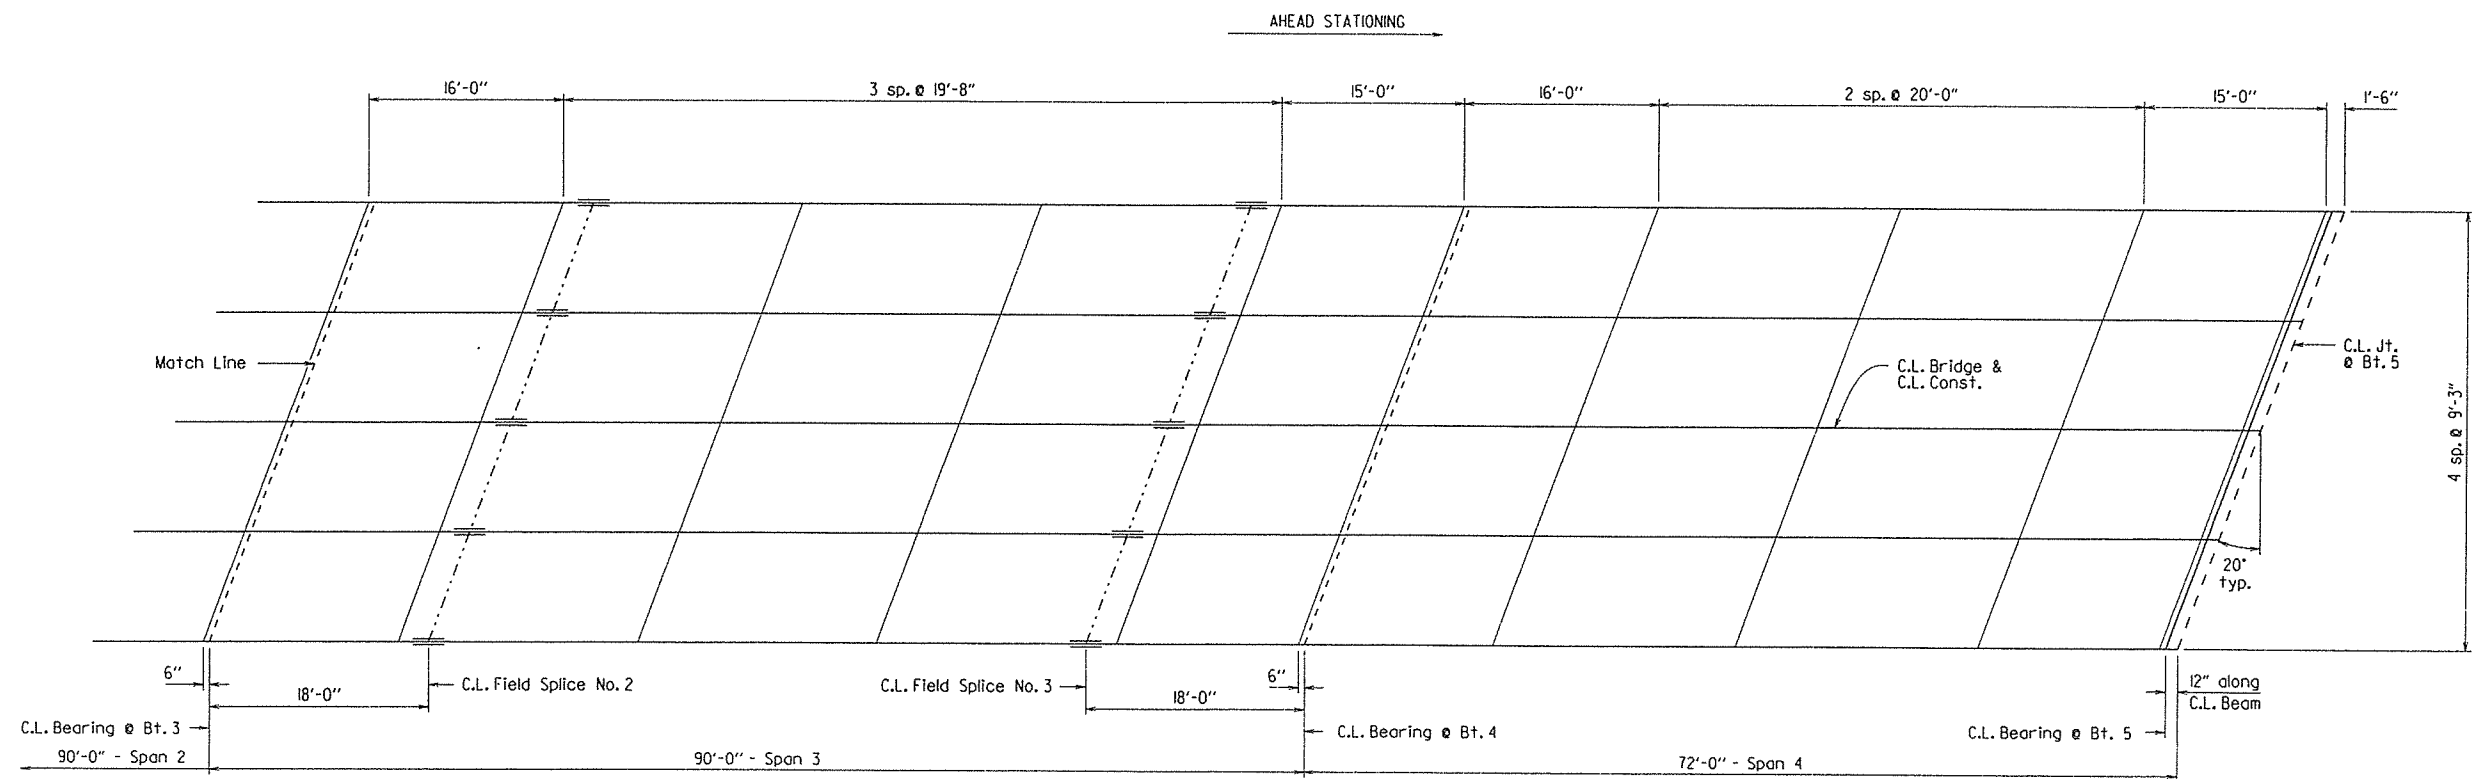 AHEAD STATIONING
16'-0"
3 sp. @ 19'-8"
15'-0"
16'-0"
2 sp. @ 20'-0"
15'-0"
1'-6"
Match Line
C.L. Bridge &
C.L. Const.
C.L. Jt.
@ Bt. 5
4 sp. @ 9'-3"
20°
typ.
6"
18'-0"
C.L. Field Splice No. 2
C.L. Field Splice No. 3
18'-0"
6"
12" along
C.L. Beam
C.L. Bearing @ Bt. 3
C.L. Bearing @ Bt. 4
C.L. Bearing @ Bt. 5
90'-0" - Span 2
90'-0" - Span 3
72'-0" - Span 4